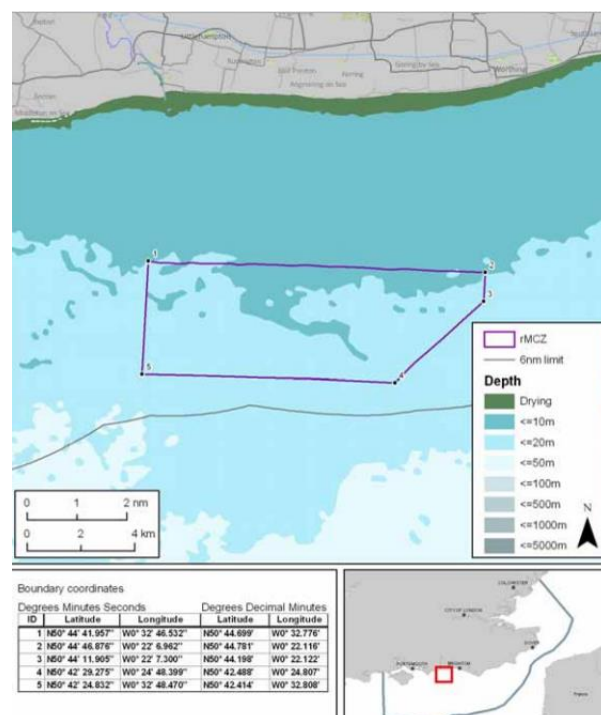 Littlehampton
Rustington
East Preston
Ferring
Goring by Sea
Worthing
Angmering on Sea
Middleton on Sea
1
2
3
4
5
rMCZ
6nm limit
Depth
Drying
<=10m
<=20m
<=50m
<=100m
<=500m
<=1000m
<=5000m
N
0 1 2 nm
0 2 4 km
Boundary coordinates
Degrees Minutes Seconds Degrees Decimal Minutes
ID Latitude Longitude Latitude Longitude
1 N50° 44' 41.957" W0° 32' 46.532" N50° 44.699' W0° 32.776'
2 N50° 44' 46.876" W0° 22' 6.962" N50° 44.781' W0° 22.116'
3 N50° 44' 11.905" W0° 22' 7.300" N50° 44.198' W0° 22.122'
4 N50° 42' 29.275" W0° 24' 48.399" N50° 42.488' W0° 24.807'
5 N50° 42' 24.832" W0° 32' 48.470" N50° 42.414' W0° 32.808'
COLCHESTER
CITY OF LONDON
DOVER
PORTSMOUTH
BRIGHTON
France